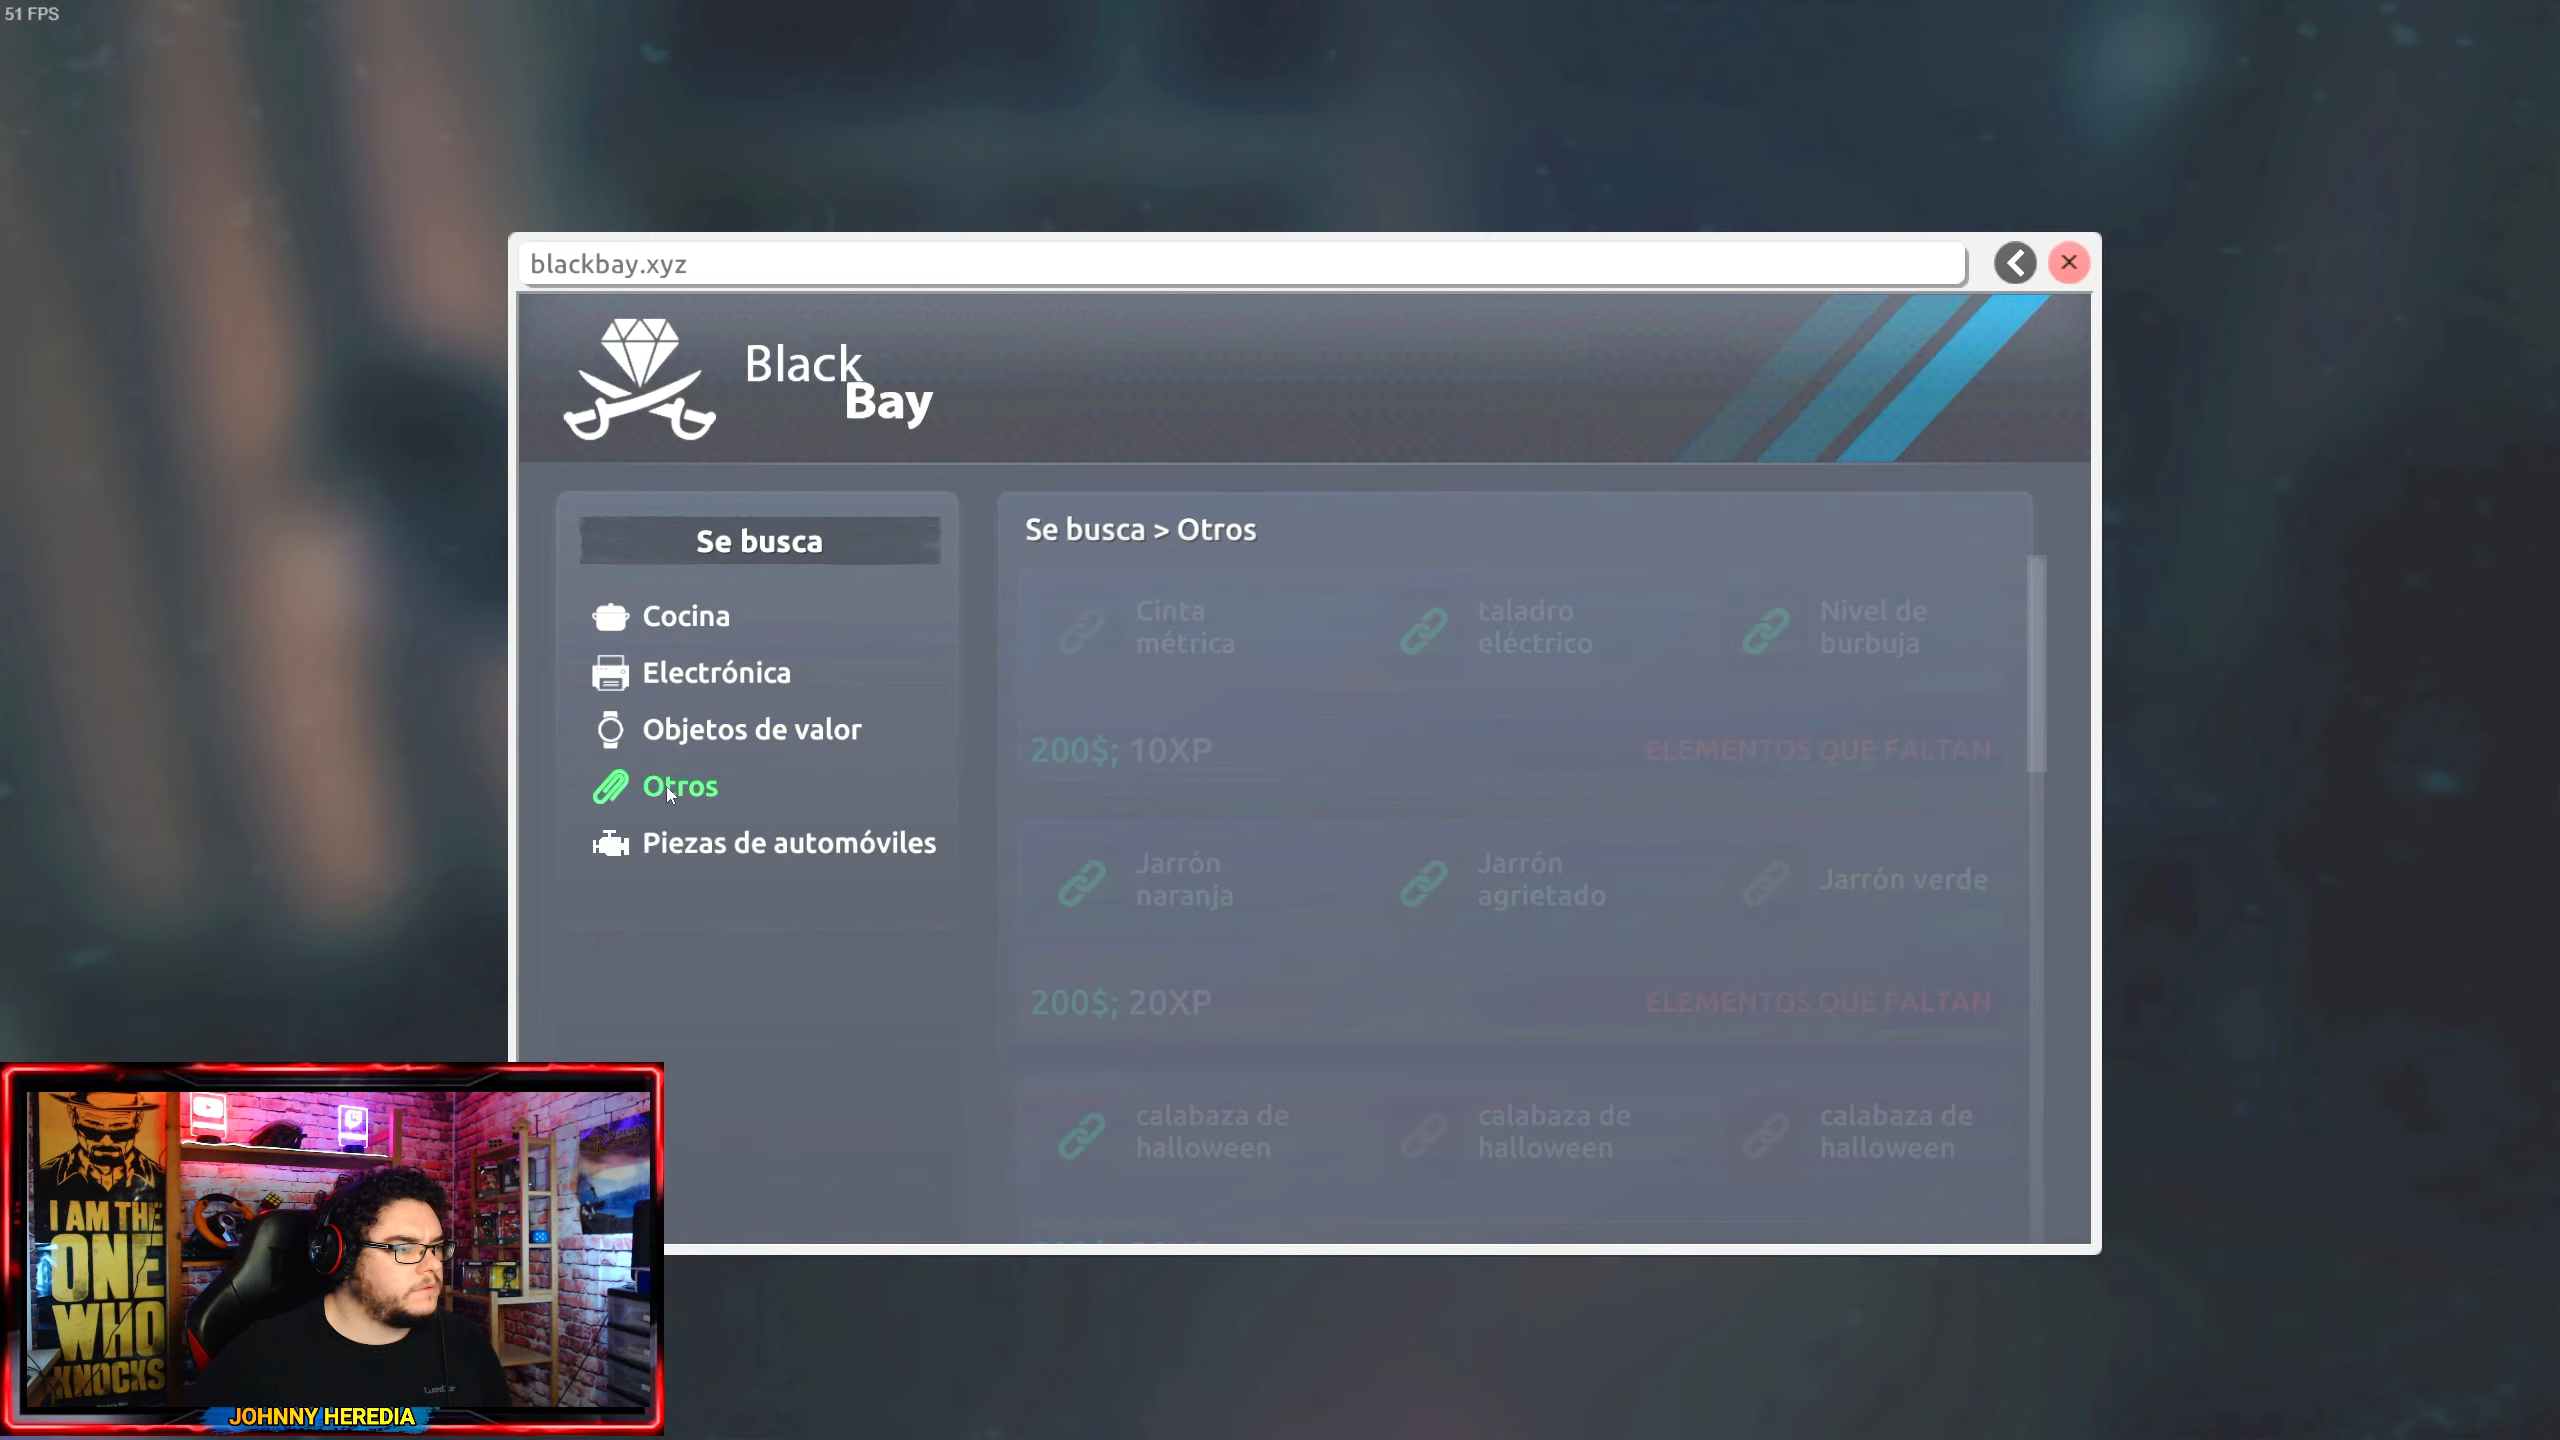 51 FPS
blackbay.xyz
Black
Bay
Se busca
Cocina
Electrónica
Objetos de valor
Otros
Piezas de automóviles
Se busca > Otros
Cinta
métrica
taladro
eléctrico
Nivel de
burbuja
200$; 10XP
ELEMENTOS QUE FALTAN
Jarrón
naranja
Jarrón
agrietado
Jarrón verde
200$; 20XP
ELEMENTOS QUE FALTAN
calabaza de
halloween
calabaza de
halloween
calabaza de
halloween
I AM THE
ONE
WHO
KNOCKS
JOHNNY HEREDIA